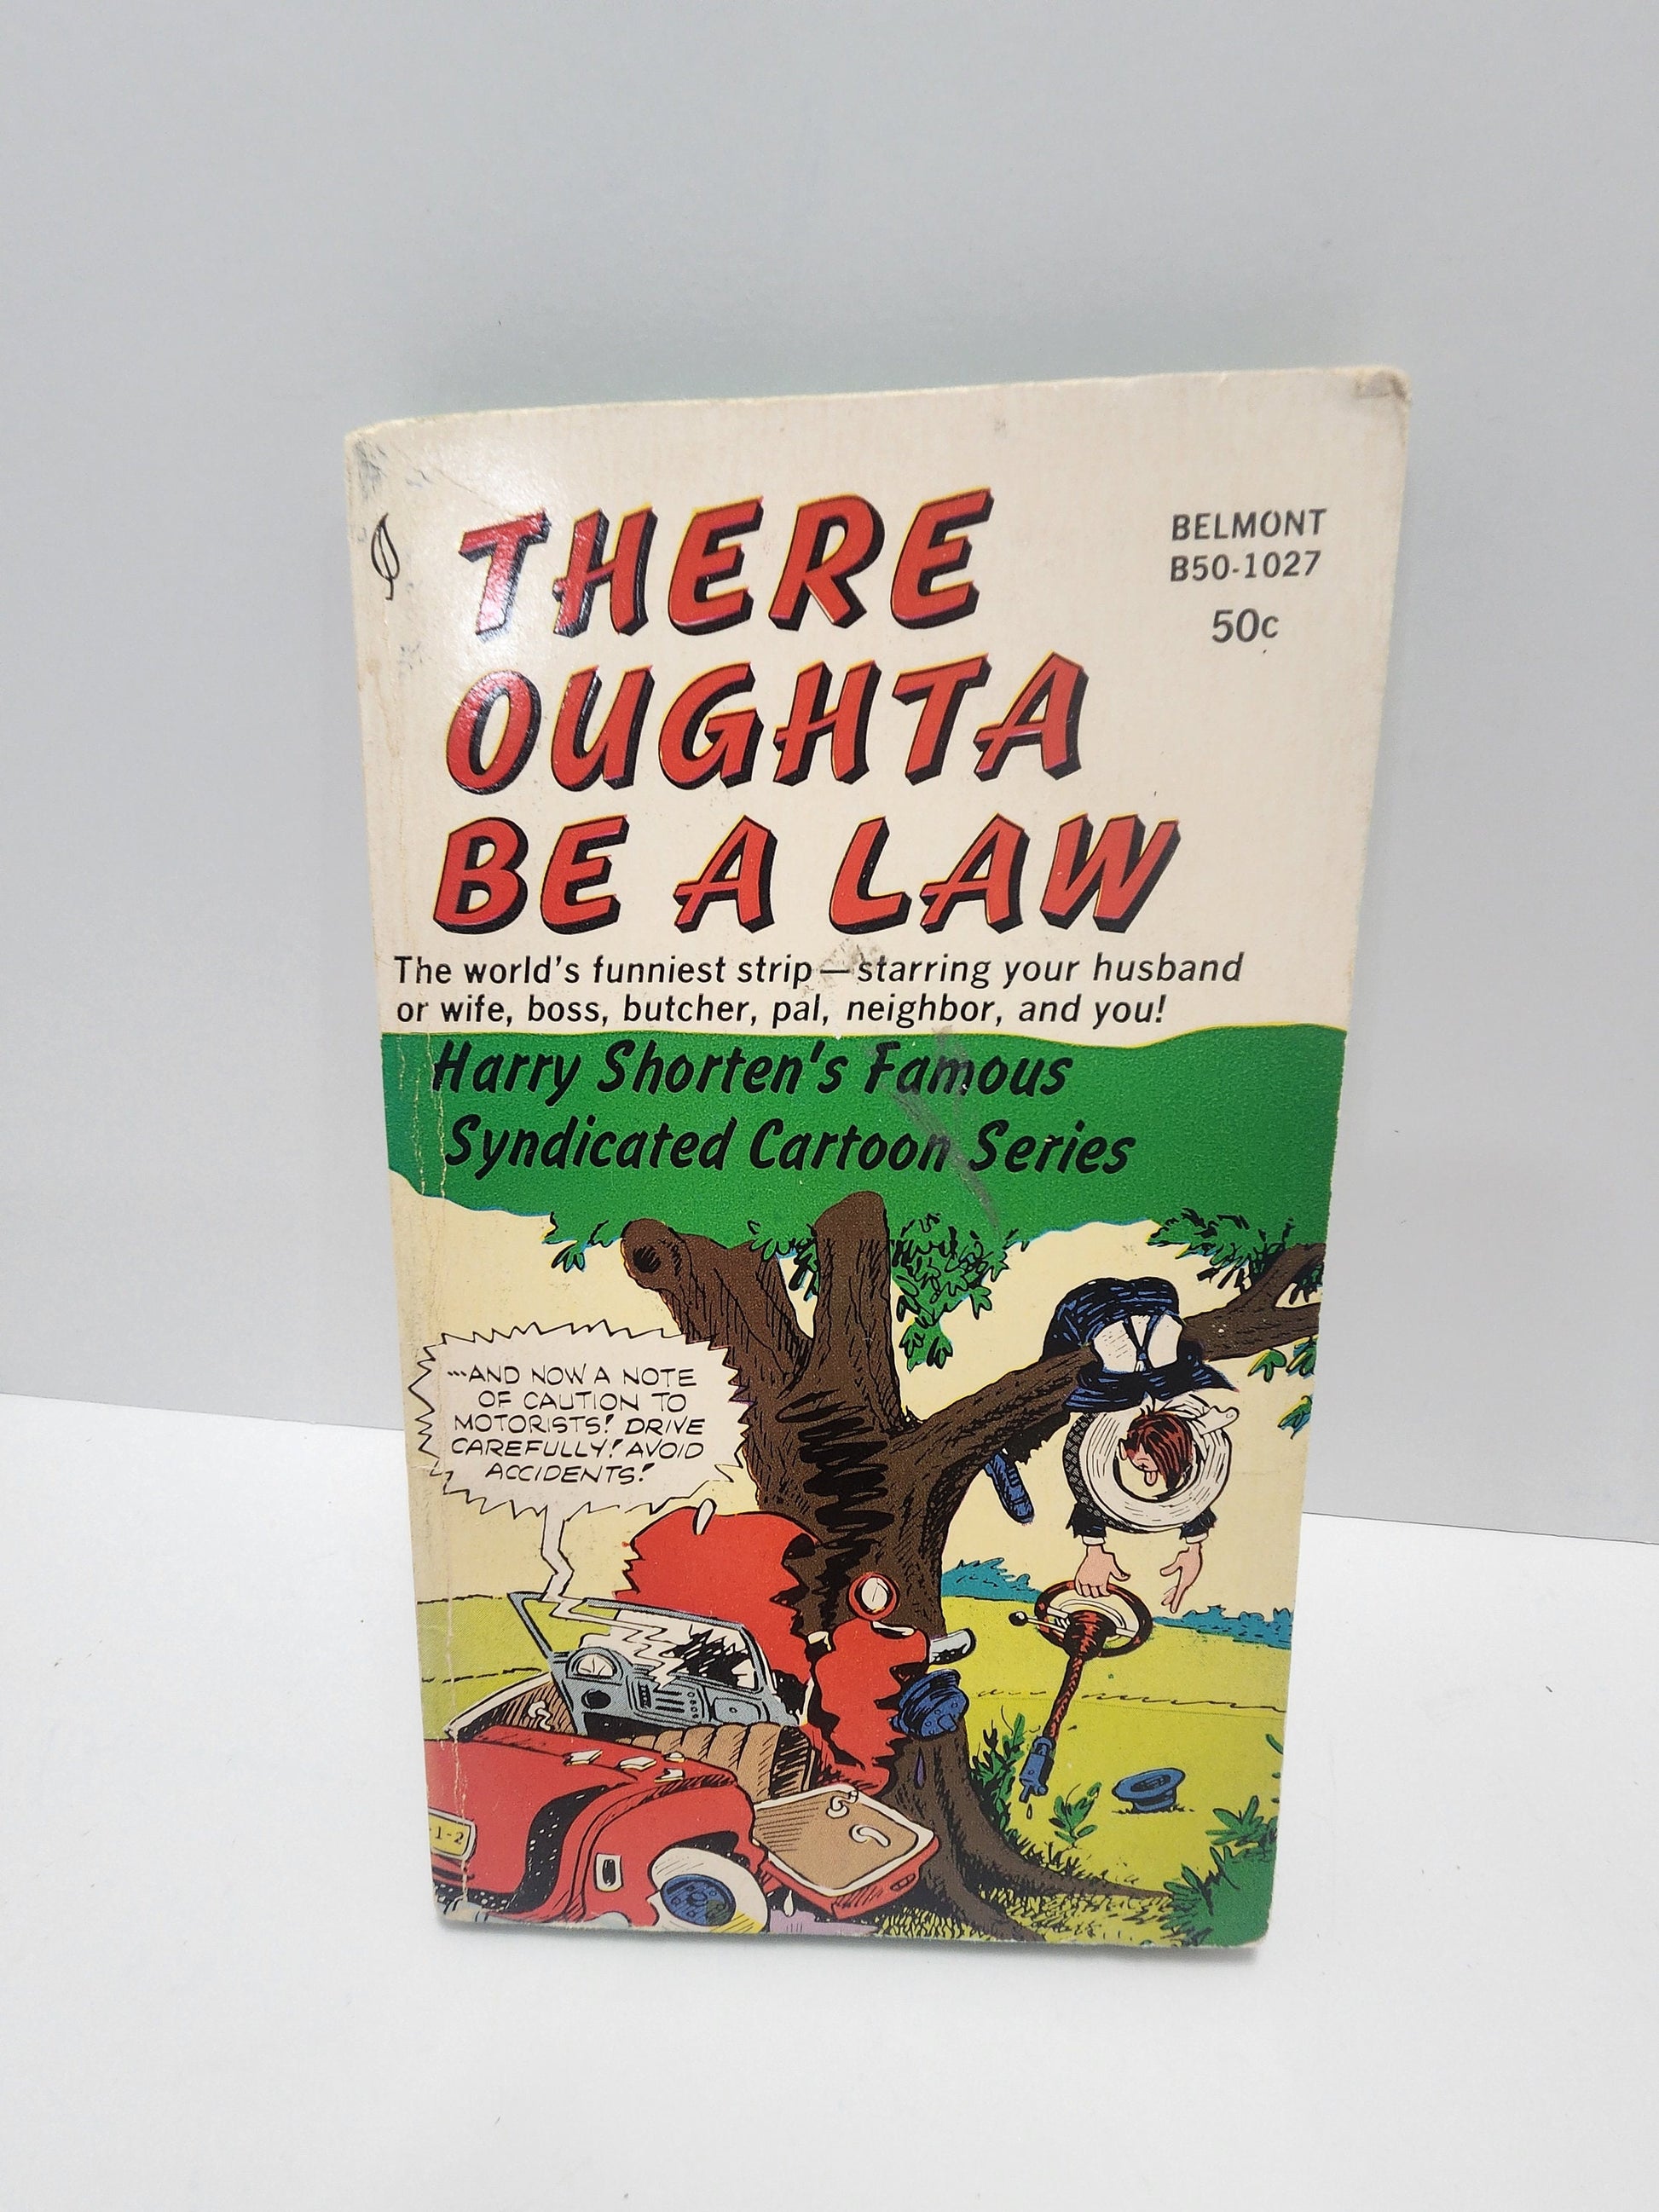 THERE
OUGHTA
BE A LAW
BELMONT
B50-1027
50c
The world's funniest strip—starring your husband
or wife, boss, butcher, pal, neighbor, and you!
Harry Shorten's Famous
Syndicated Cartoon Series
...AND NOW A NOTE
OF CAUTION TO
MOTORISTS! DRIVE
CAREFULLY! AVOID
ACCIDENTS!
1-2